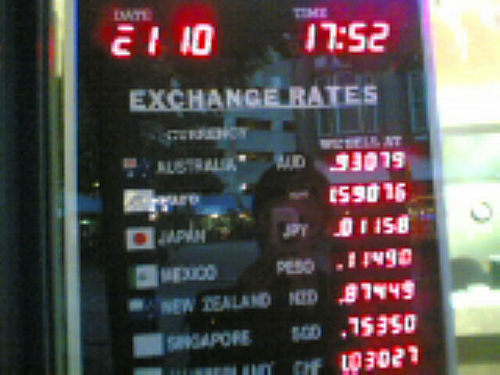 DATE TIME
21 10 17:52
EXCHANGE RATES
CURRENCY WE SELL AT
AUSTRALIA AUD .93079
JAPAN JPY .01158
MEXICO PESO .11490
NEW ZEALAND NZD .87449
SINGAPORE SGD .75350
CHF 1.03027